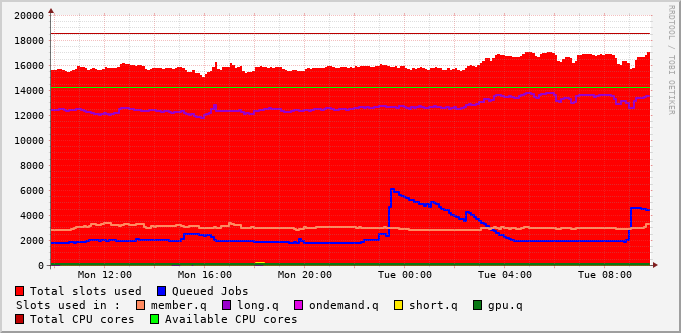 20000
18000
16000
14000
12000
10000
8000
6000
4000
2000
0
Mon 12:00 Mon 16:00 Mon 20:00 Tue 00:00 Tue 04:00 Tue 08:00
RRDTOOL / TOBI OETIKER
Total slots used Queued Jobs
Slots used in : member.q long.q ondemand.q short.q gpu.q
Total CPU cores Available CPU cores